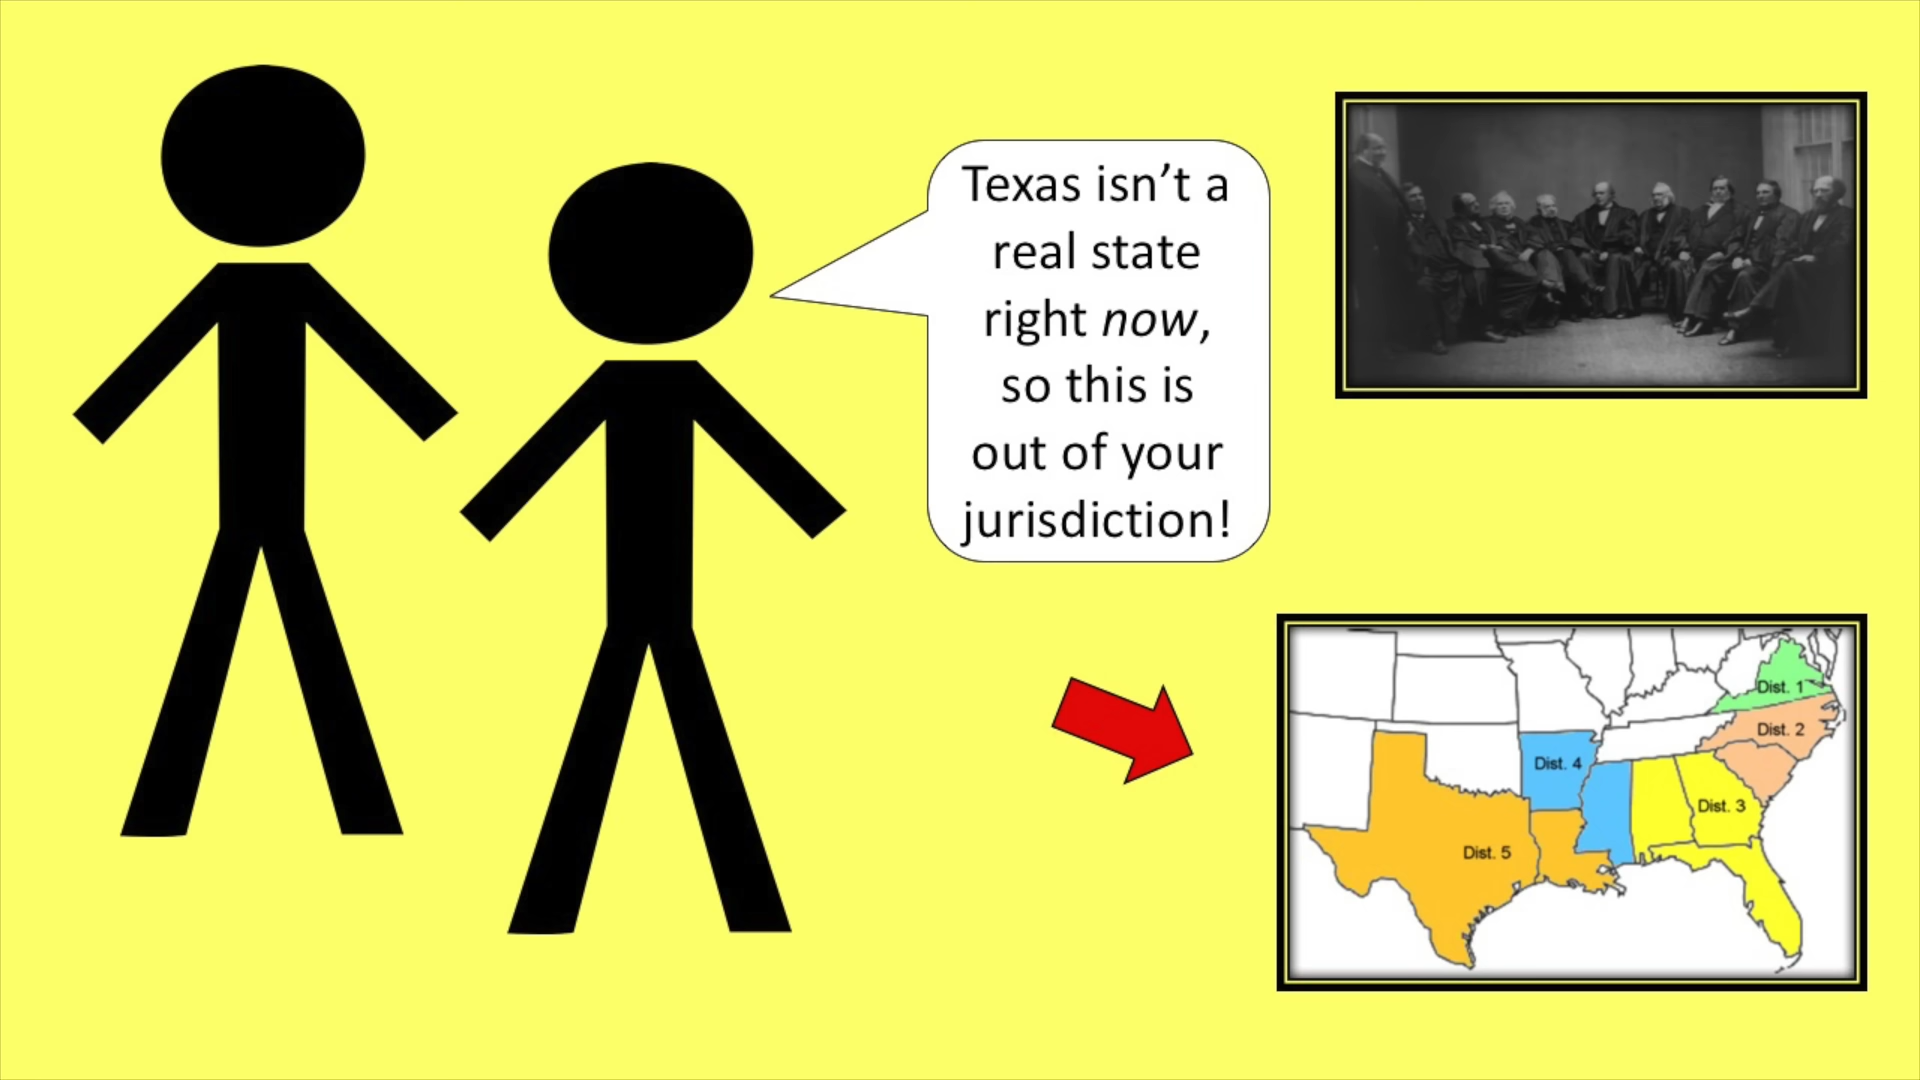 Texas isn’t a
real state
right now,
so this is
out of your
jurisdiction!
Dist. 1
Dist. 2
Dist. 4
Dist. 3
Dist. 5